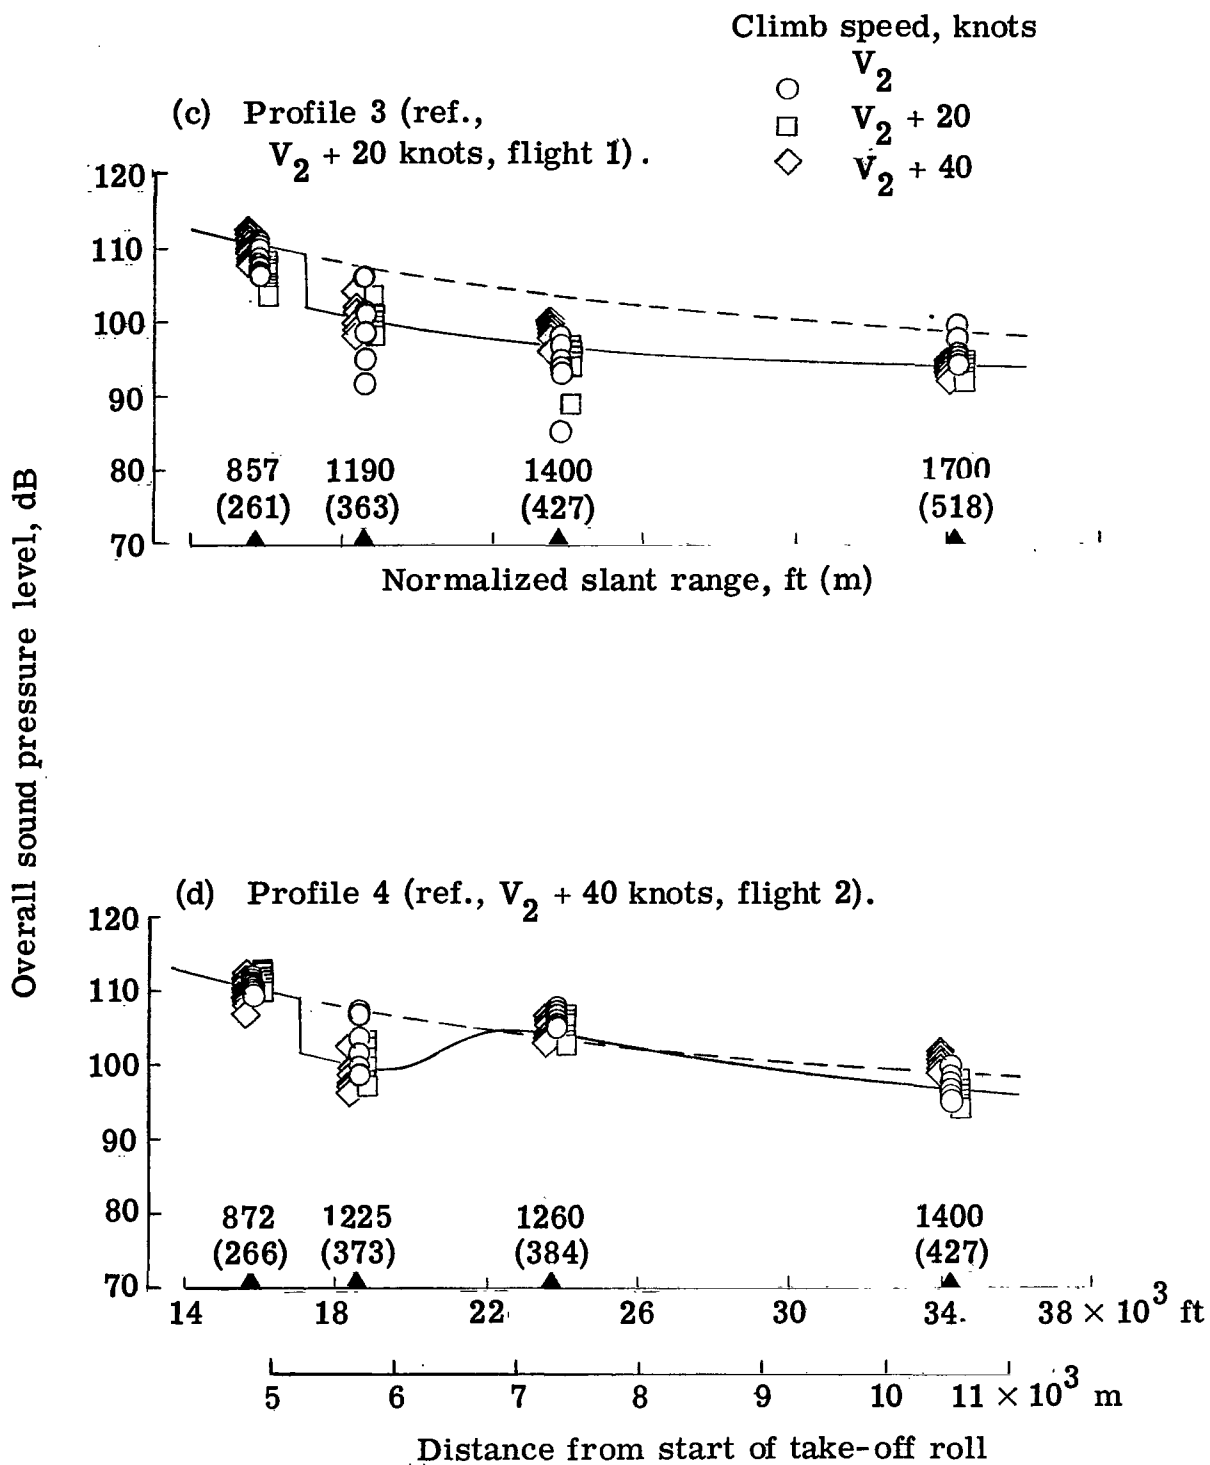 Climb speed, knots
V2
V2 + 20
V2 + 40
(c) Profile 3 (ref.,
V2 + 20 knots, flight 1).
120
110
100
90
80
70
857 1190 1400 1700
(261) (363) (427) (518)
Normalized slant range, ft (m)
Overall sound pressure level, dB
(d) Profile 4 (ref., V2 + 40 knots, flight 2).
120
110
100
90
80
70
872 1225 1260 1400
(266) (373) (384) (427)
14 18 22 26 30 34 38 × 10^3 ft
5 6 7 8 9 10 11 × 10^3 m
Distance from start of take-off roll